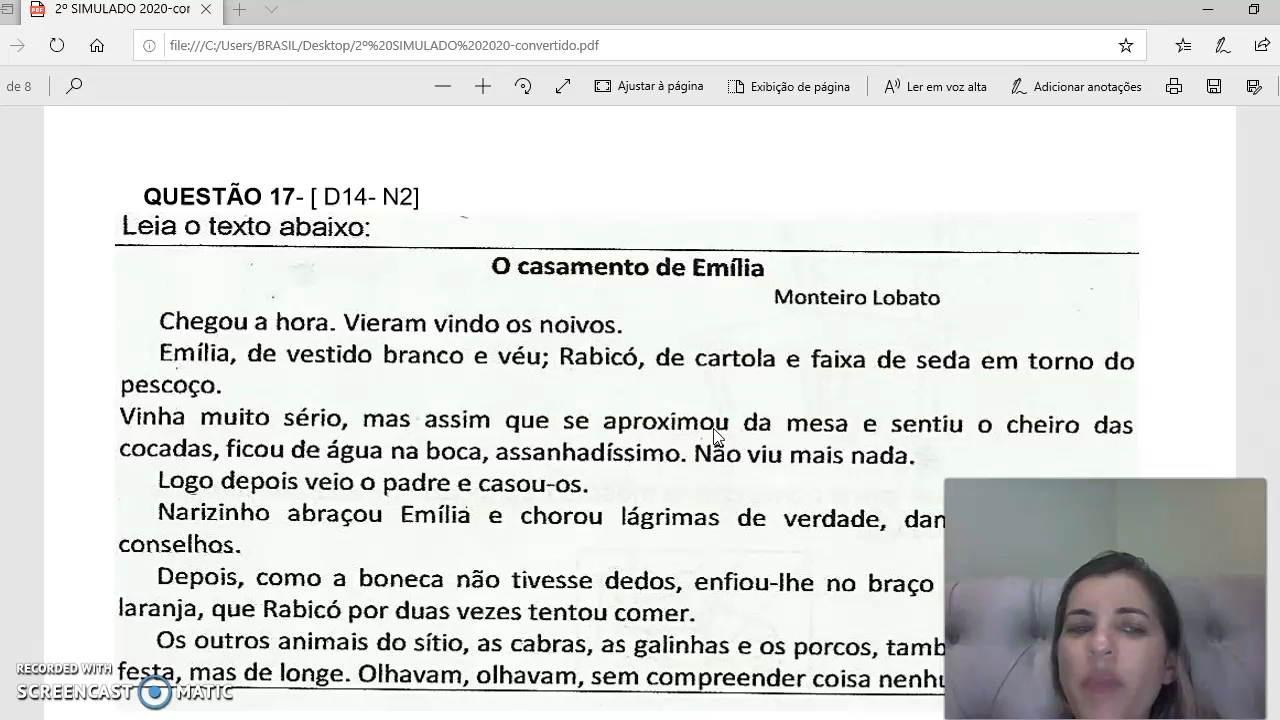 2º SIMULADO 2020-cor
file:///C:/Users/BRASIL/Desktop/2º%20SIMULADO%202020-convertido.pdf
de 8
Ajustar à página
Exibição de página
Ler em voz alta
Adicionar anotações
QUESTÃO 17- [ D14- N2]
Leia o texto abaixo:
O casamento de Emília
Monteiro Lobato
Chegou a hora. Vieram vindo os noivos.
Emília, de vestido branco e véu; Rabicó, de cartola e faixa de seda em torno do
pescoço.
Vinha muito sério, mas assim que se aproximou da mesa e sentiu o cheiro das
cocadas, ficou de água na boca, assanhadíssimo. Não viu mais nada.
Logo depois veio o padre e casou-os.
Narizinho abraçou Emília e chorou lágrimas de verdade, dan
conselhos.
Depois, como a boneca não tivesse dedos, enfiou-lhe no braço
laranja, que Rabicó por duas vezes tentou comer.
Os outros animais do sítio, as cabras, as galinhas e os porcos, tamb
festa, mas de longe. Olhavam, olhavam, sem compreender coisa nenhu
RECORDED WITH
SCREENCAST MATIC